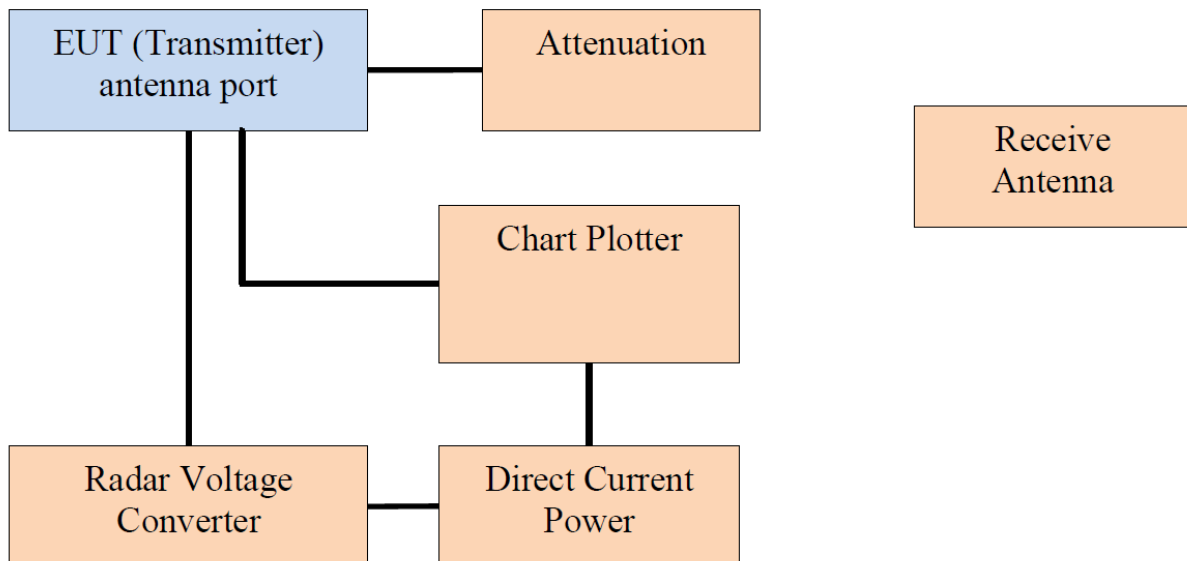 EUT (Transmitter)
antenna port
Attenuation
Receive
Antenna
Chart Plotter
Radar Voltage
Converter
Direct Current
Power